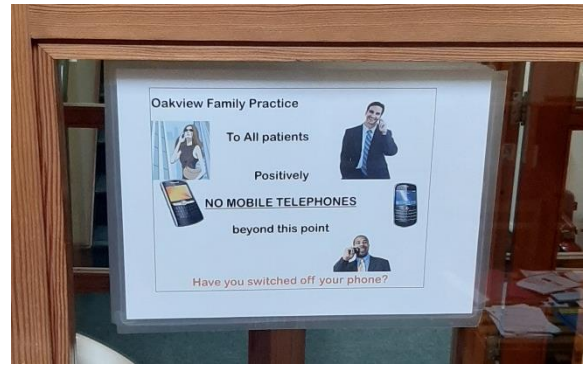 Oakview Family Practice
To All patients
Positively
NO MOBILE TELEPHONES
beyond this point
Have you switched off your phone?